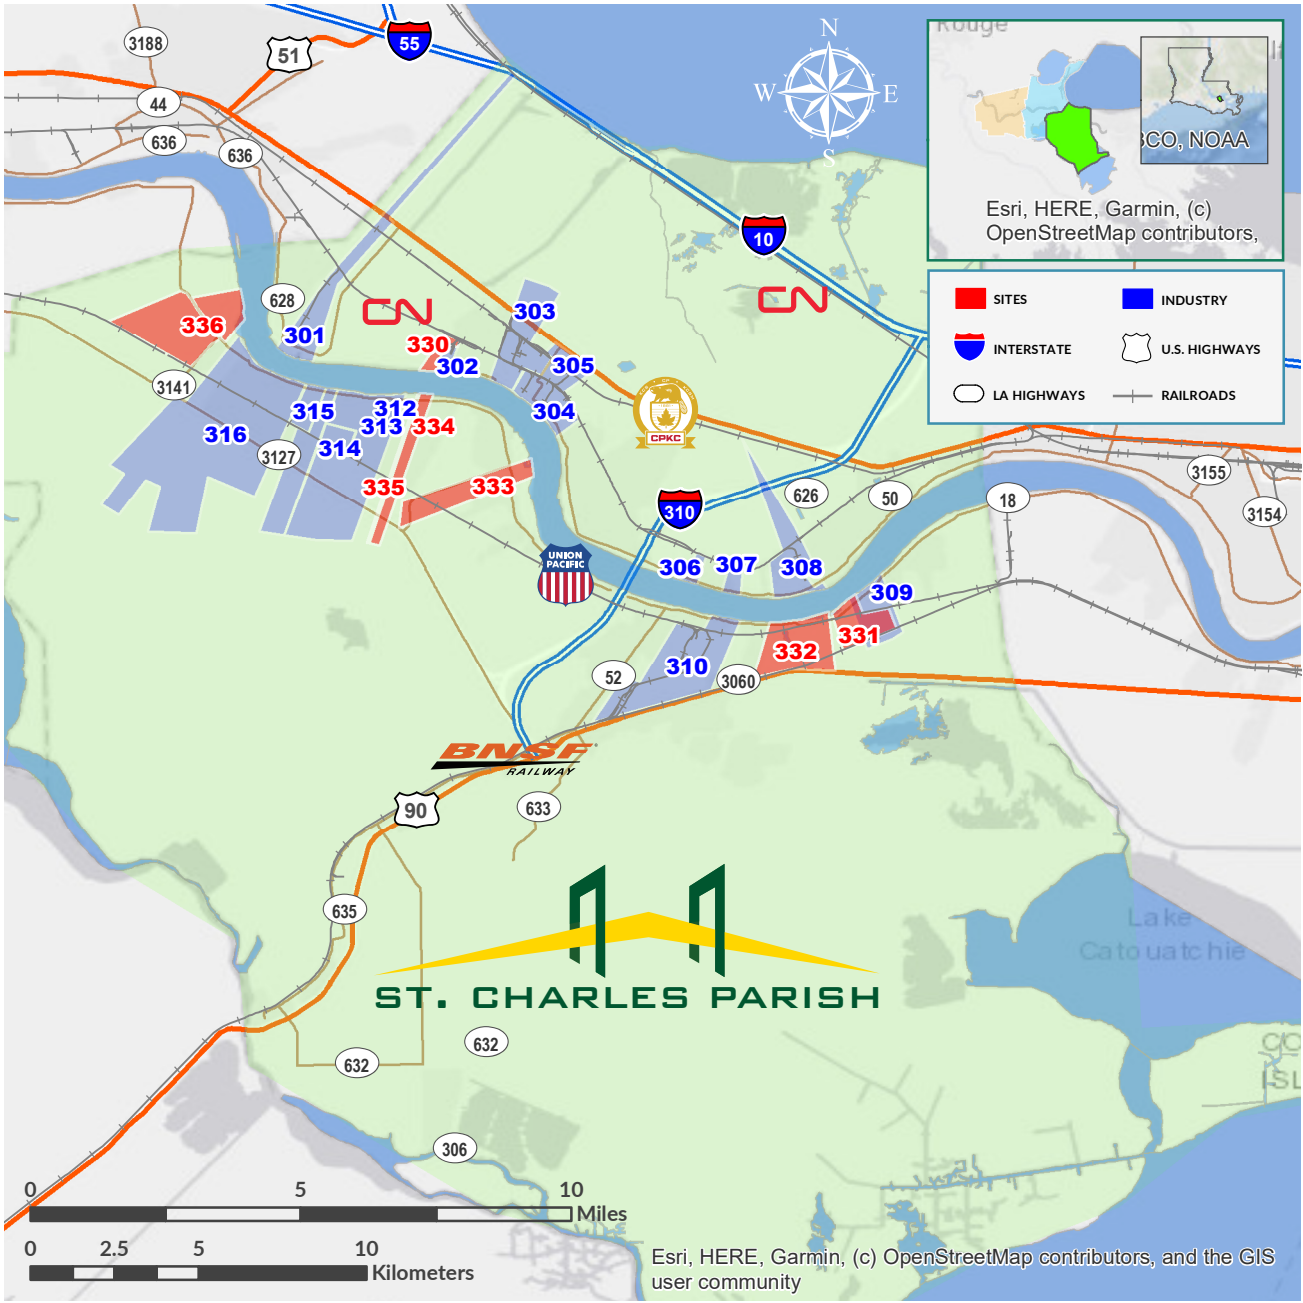 3188
51
55
44
636
636
N
W
E
S
Rouge
BCO, NOAA
Esri, HERE, Garmin, (c)
OpenStreetMap contributors,
10
CN
CN
628
303
336
301
330
302
305
SITES
INDUSTRY
INTERSTATE
U.S. HIGHWAYS
LA HIGHWAYS
RAILROADS
3141
315
312
304
316
313
334
CPKC
314
3127
335
333
310
626
50
18
3155
3154
UNION
PACIFIC
306
307
308
309
331
332
310
52
3060
BNSF
RAILWAY
90
633
635
Lake
Catouatchie
ST. CHARLES PARISH
632
632
CO
ISL
306
0 5 10
Miles
0 2.5 5 10
Kilometers
Esri, HERE, Garmin, (c) OpenStreetMap contributors, and the GIS
user community